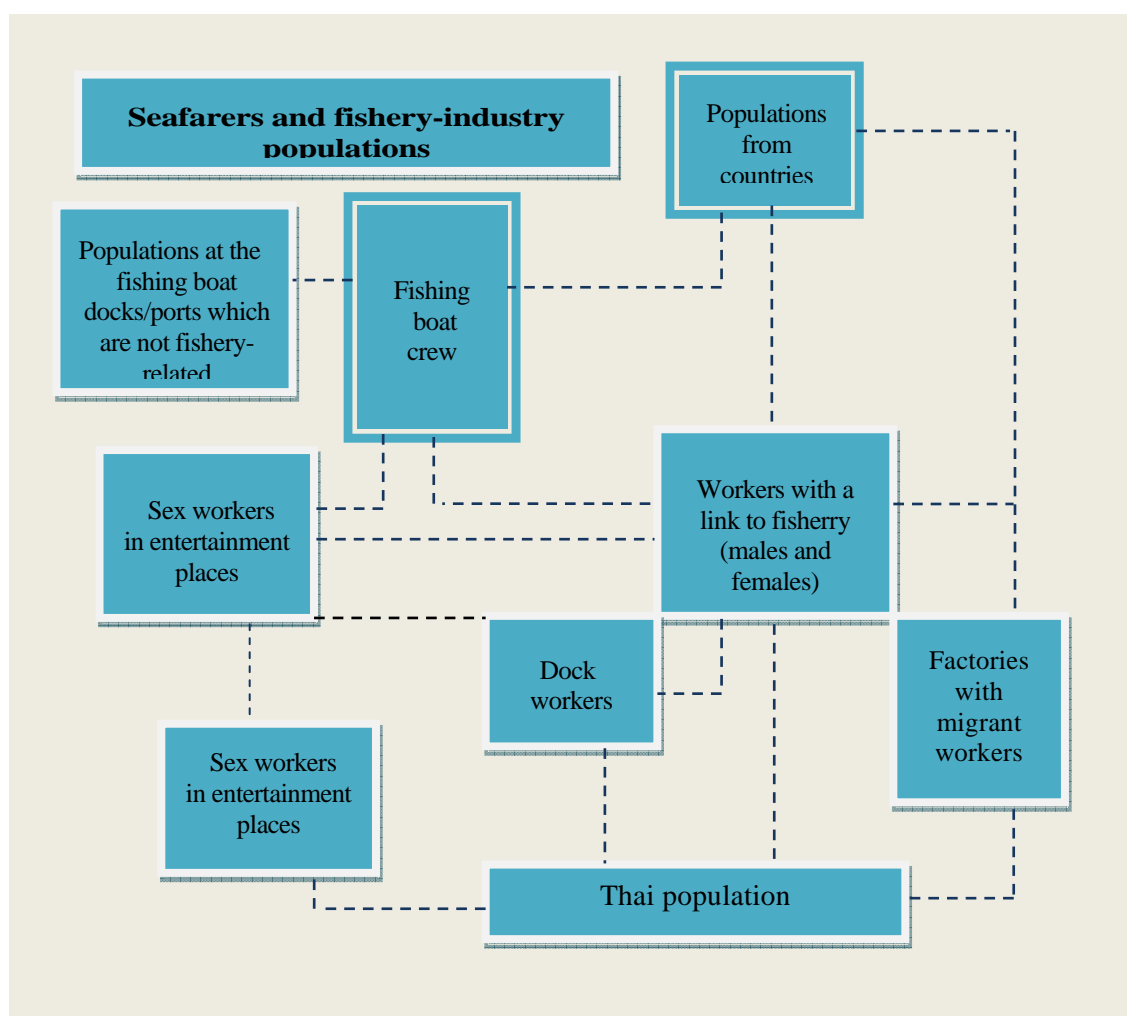 Seafarers and fishery-industry
populations
Populations
from
countries
Populations at the
fishing boat
docks/ports which
are not fishery-
related
Fishing
boat
crew
Sex workers
in entertainment
places
Workers with a
link to fisherry
(males and
females)
Dock
workers
Factories
with
migrant
workers
Sex workers
in entertainment
places
Thai population